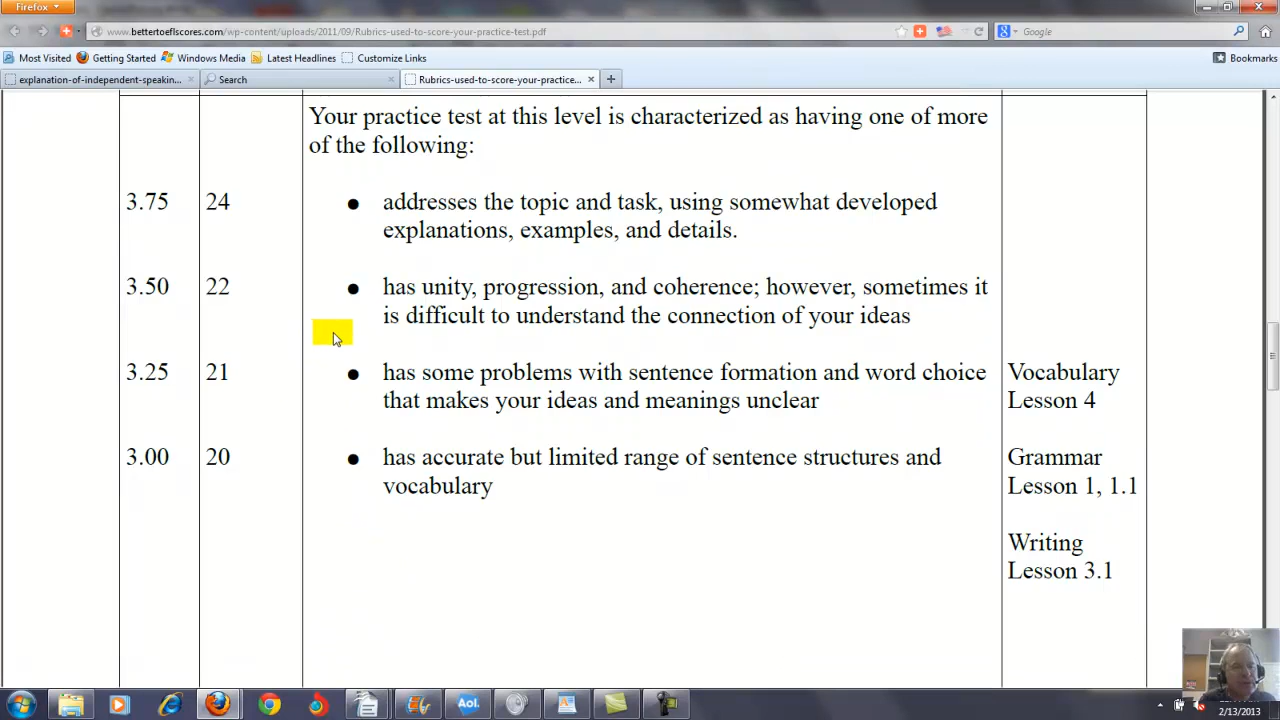 Firefox
www.bettertoeflscores.com/wp-content/uploads/2011/09/Rubrics-used-to-score-your-practice-test.pdf
Google
Most Visited Getting Started Windows Media Latest Headlines Customize Links Bookmarks
explanation-of-independent-speakin... Search Rubrics-used-to-score-your-practice...
Your practice test at this level is characterized as having one of more
of the following:
3.75 24 ● addresses the topic and task, using somewhat developed
explanations, examples, and details.
3.50 22 ● has unity, progression, and coherence; however, sometimes it
is difficult to understand the connection of your ideas
3.25 21 ● has some problems with sentence formation and word choice Vocabulary
that makes your ideas and meanings unclear Lesson 4
3.00 20 ● has accurate but limited range of sentence structures and Grammar
vocabulary Lesson 1, 1.1
Writing
Lesson 3.1
Aol.
2/13/2013